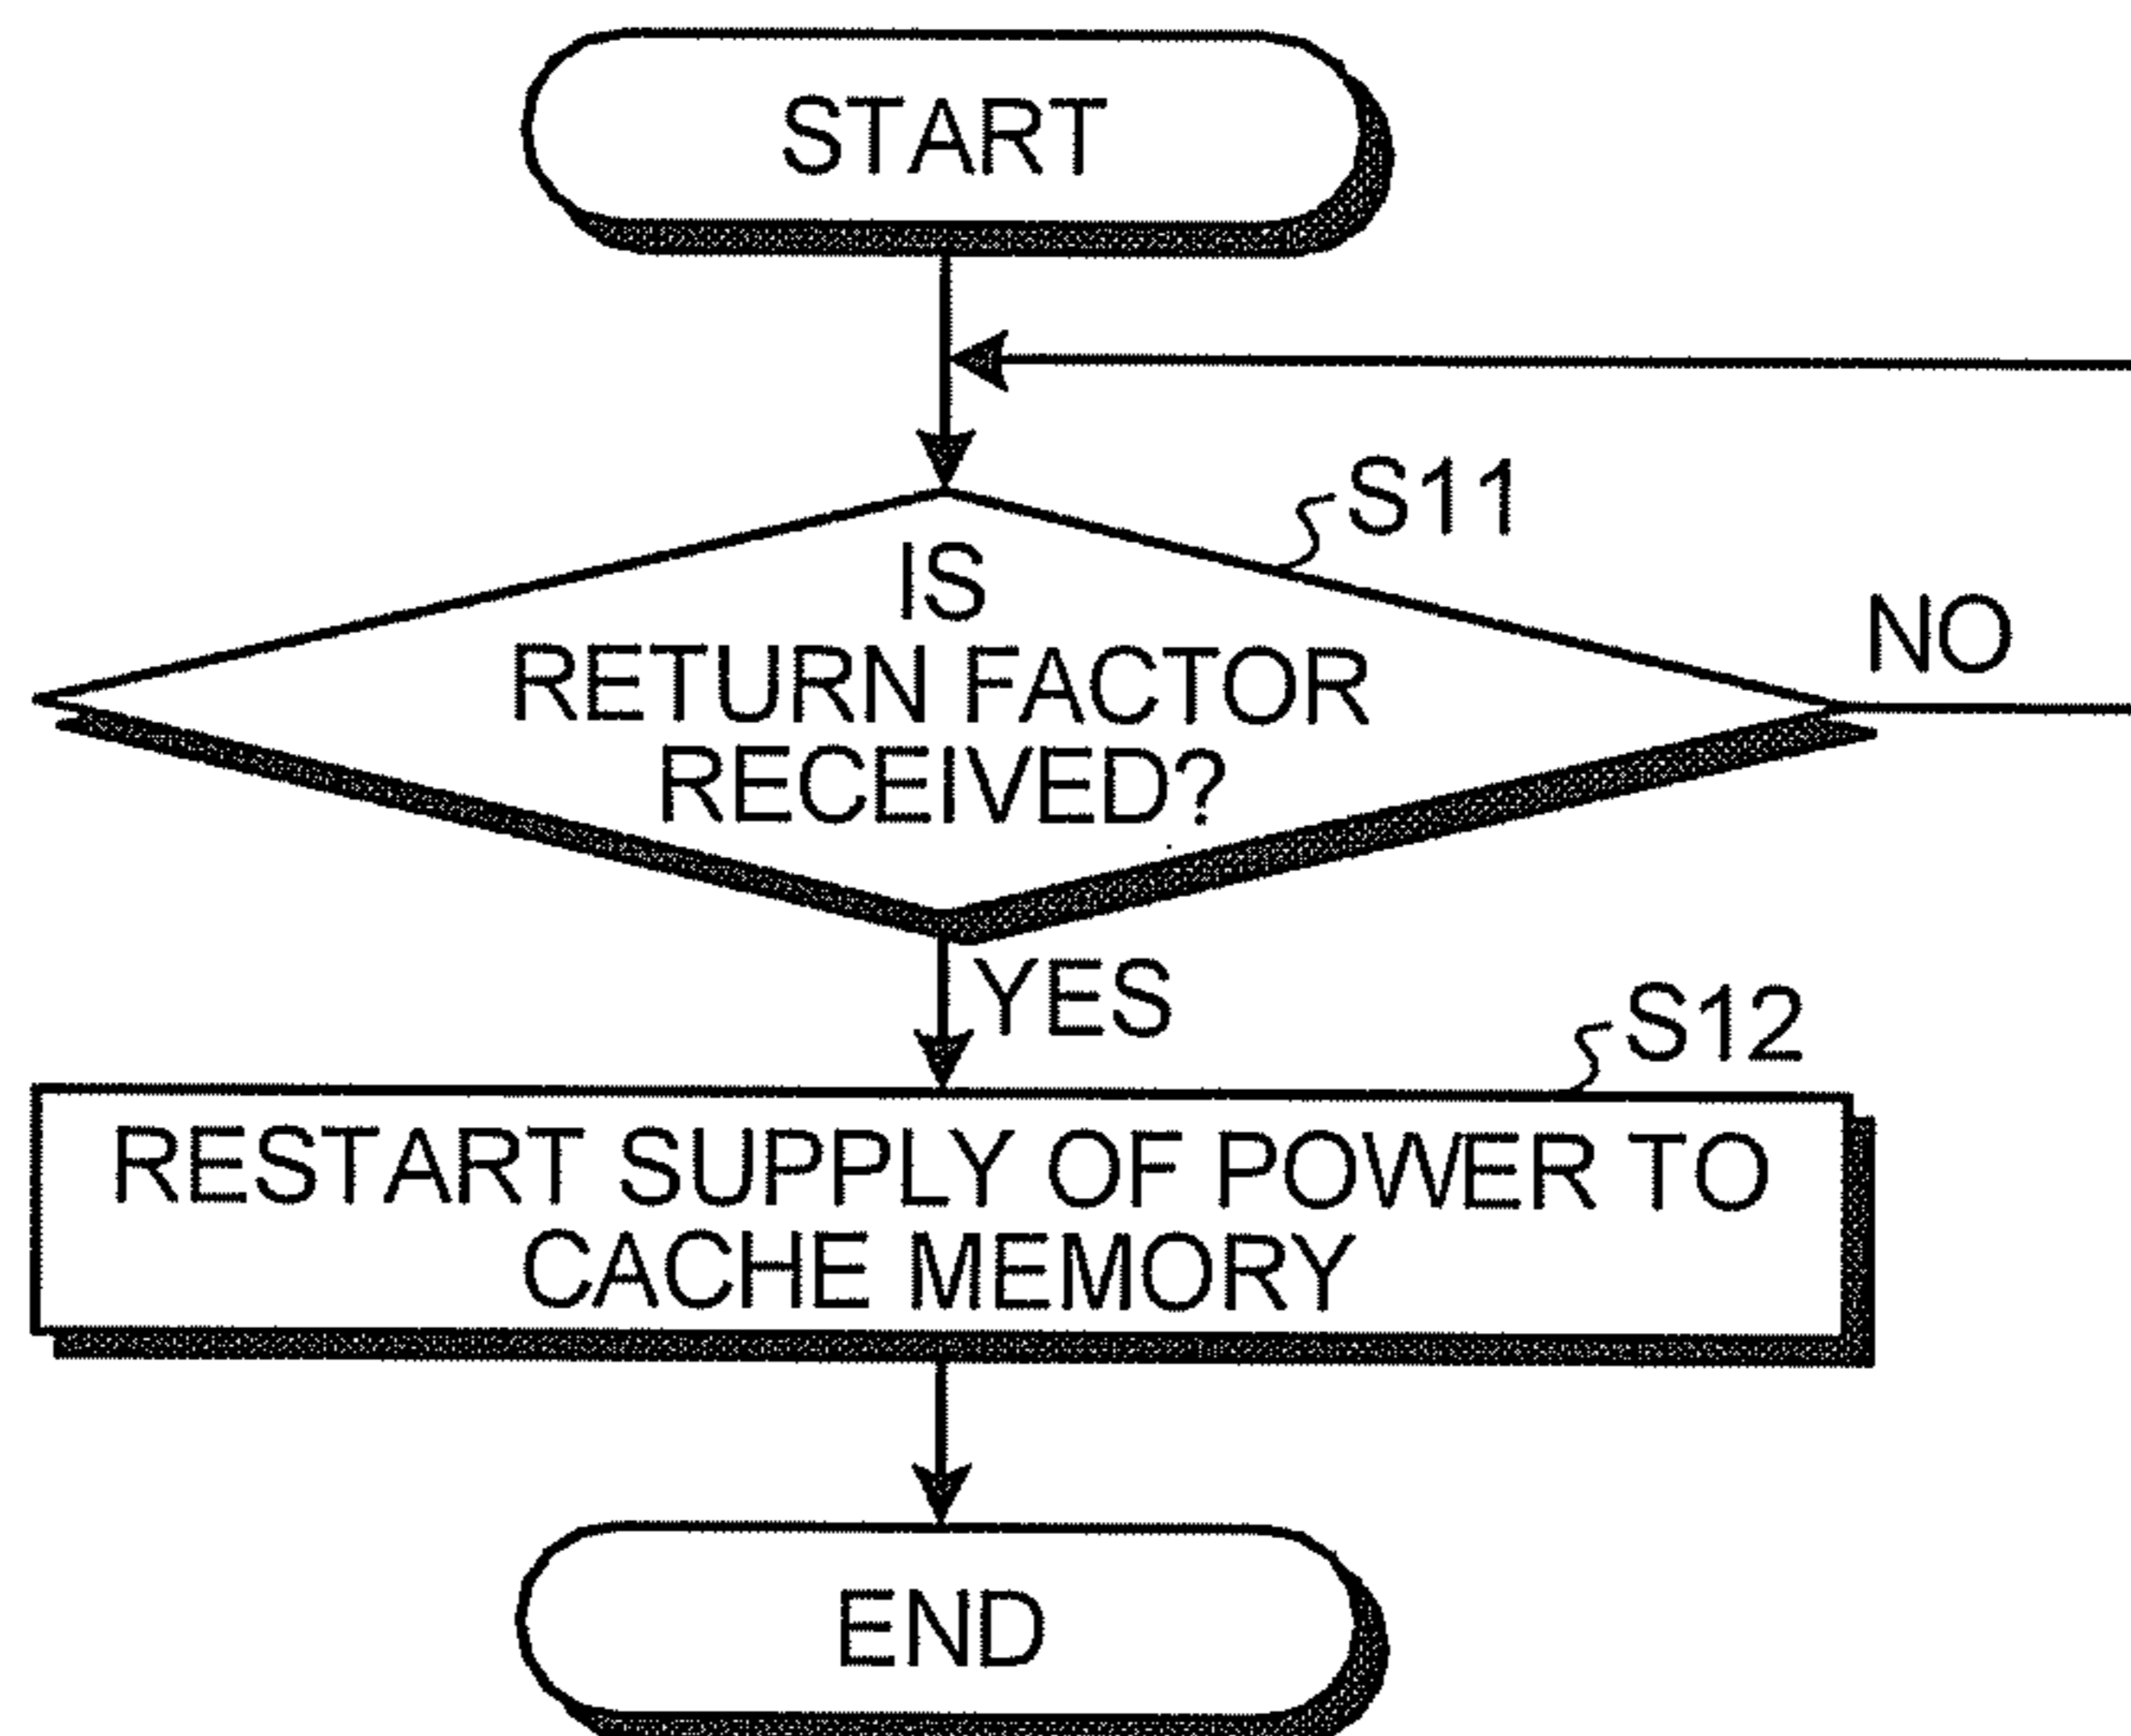 START
S11
IS
RETURN FACTOR
RECEIVED?
NO
YES
S12
RESTART SUPPLY OF POWER TO
CACHE MEMORY
END